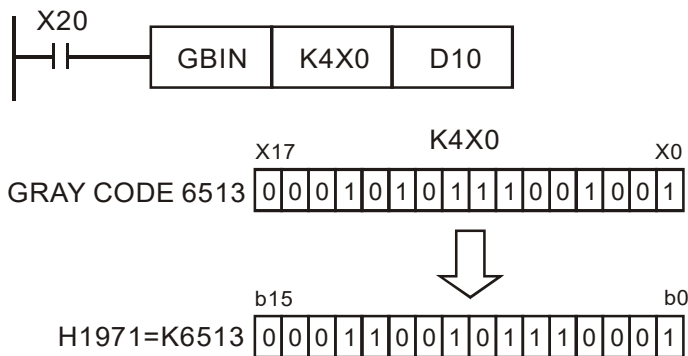 X20
GBIN K4X0 D10
K4X0
X17 X0
GRAY CODE 6513 0 0 0 1 0 1 0 1 1 1 0 0 1 0 0 1
b15 b0
H1971=K6513 0 0 0 1 1 0 0 1 0 1 1 1 0 0 0 1